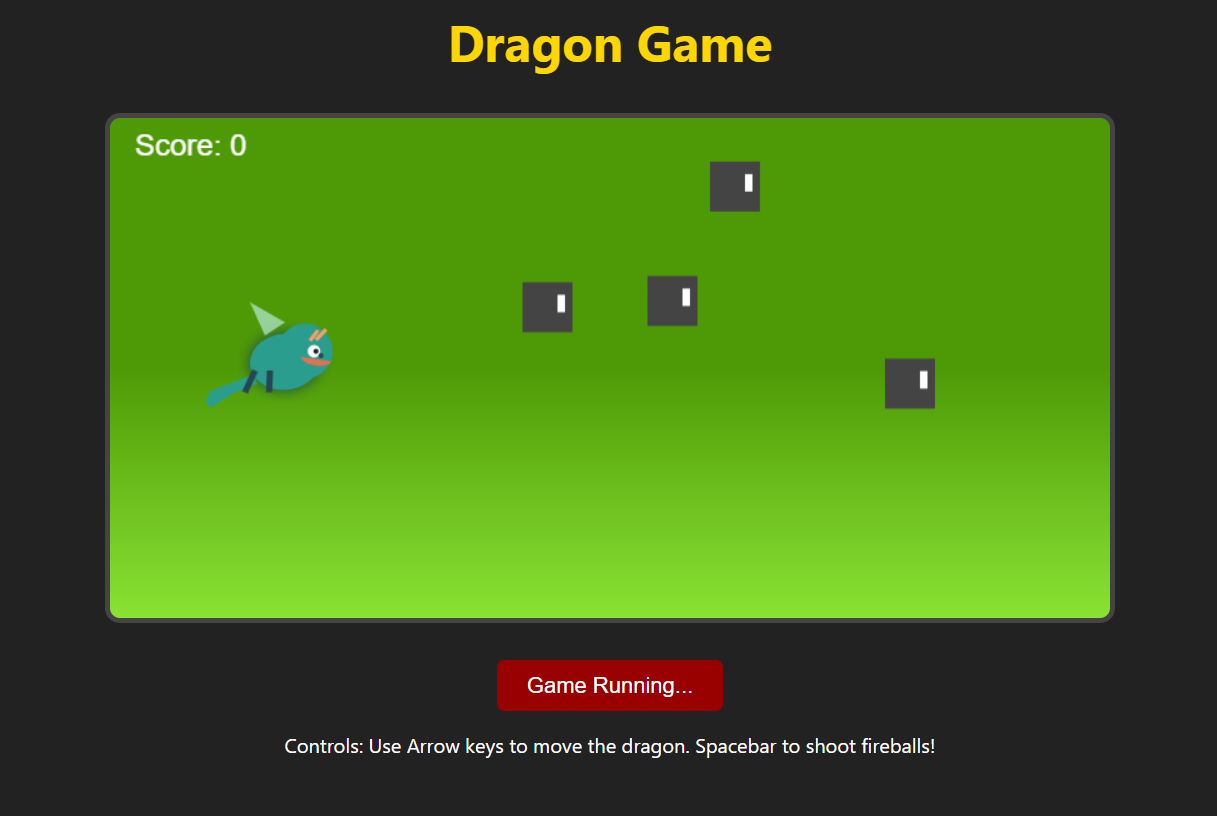 Dragon Game
Score: 0
Game Running...
Controls: Use Arrow keys to move the dragon. Spacebar to shoot fireballs!